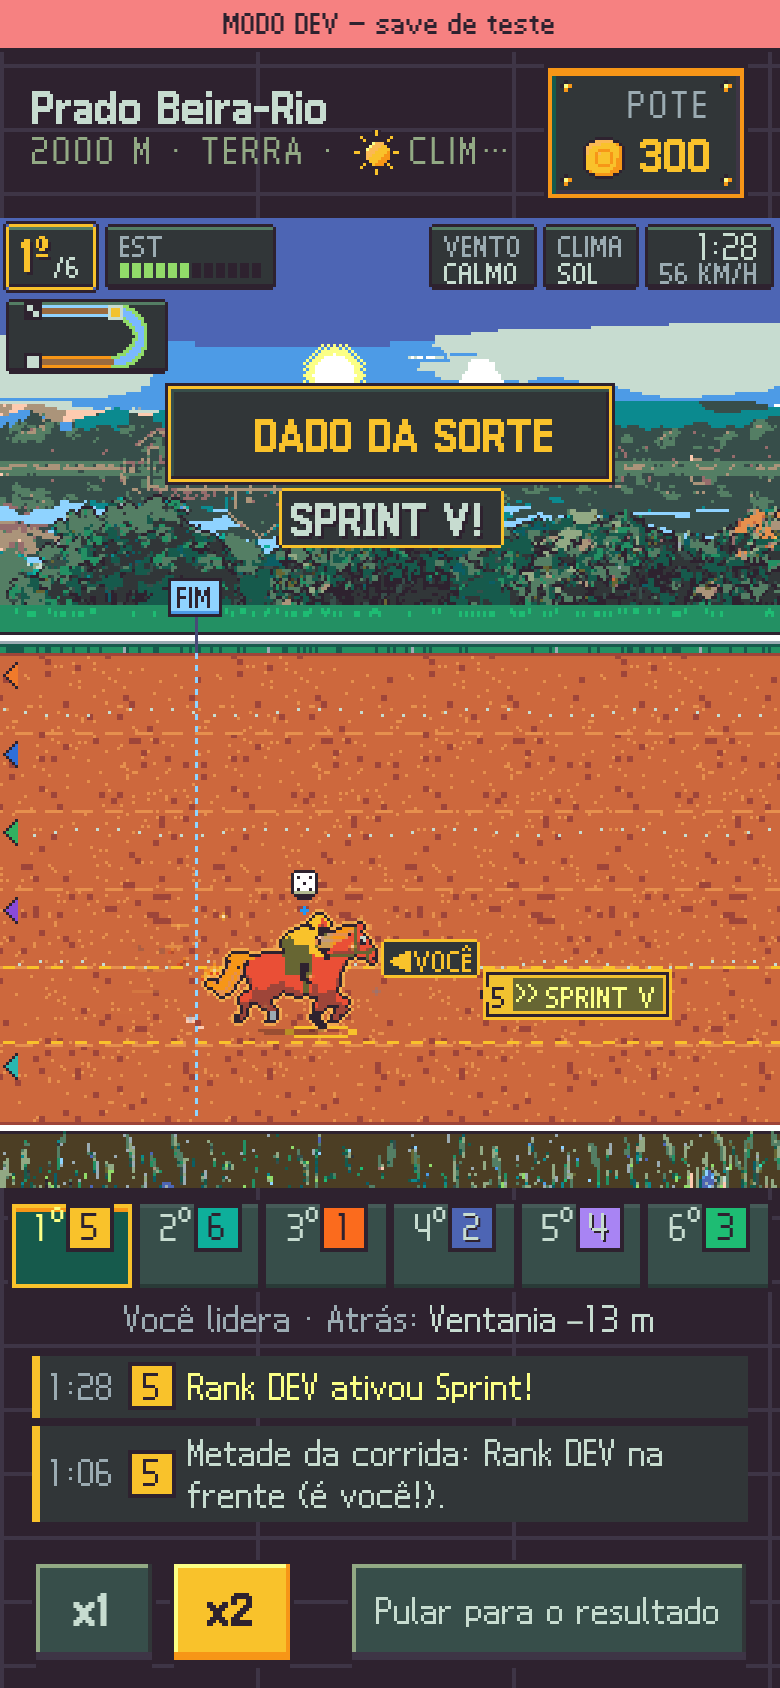 MODO DEV — save de teste
Prado Beira-Rio
2000 M · TERRA · CLIM...
POTE
300
1º/6
EST
VENTO
CALMO
CLIMA
SOL
1:28
56 KM/H
DADO DA SORTE
SPRINT V!
FIM
VOCÊ
5 SPRINT V
1º 5
2º 6
3º 1
4º 2
5º 4
6º 3
Você lidera · Atrás: Ventania -13 m
1:28 5 Rank DEV ativou Sprint!
1:06 5 Metade da corrida: Rank DEV na
frente (é você!).
x1
x2
Pular para o resultado